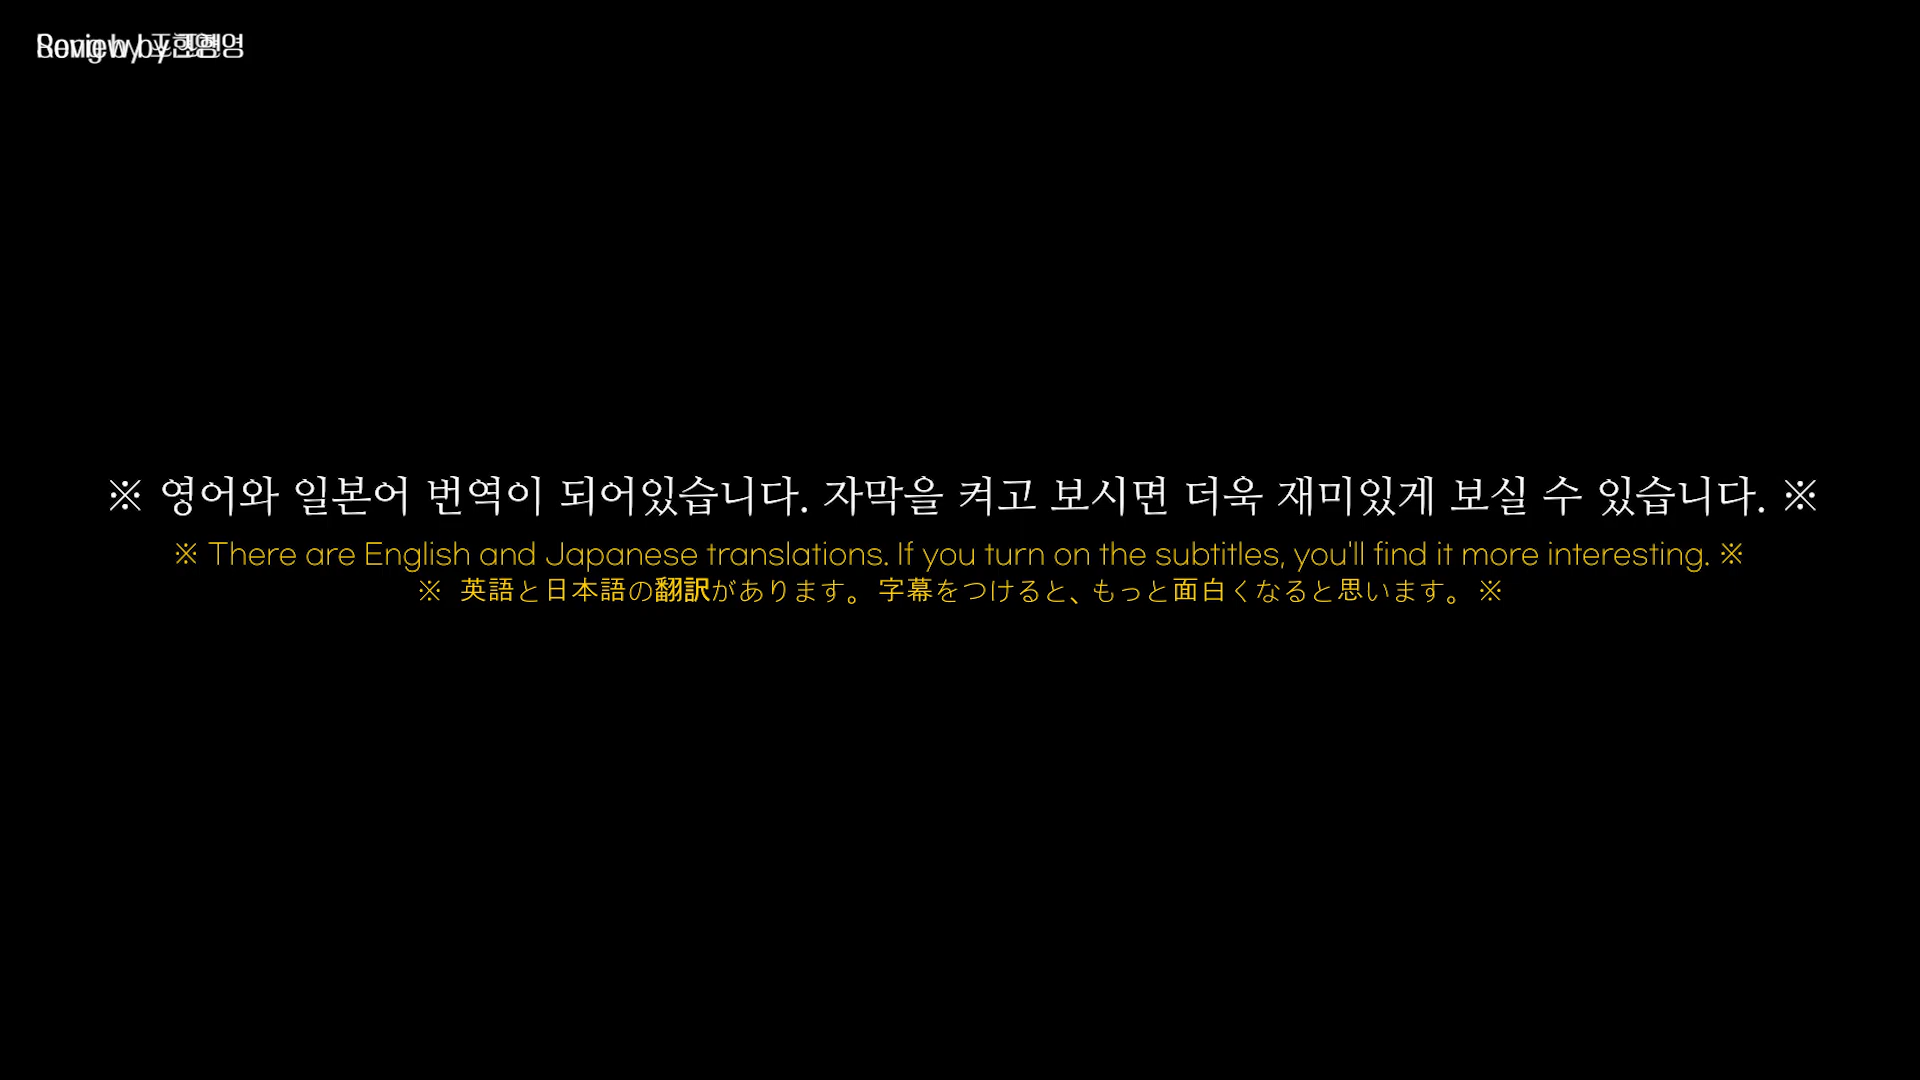 ※ 영어와 일본어 번역이 되어있습니다. 자막을 켜고 보시면 더욱 재미있게 보실 수 있습니다. ※
※ There are English and Japanese translations. If you turn on the subtitles, you'll find it more interesting. ※
※ 英語と日本語の翻訳があります。 字幕をつけると、もっと面白くなると思います。 ※